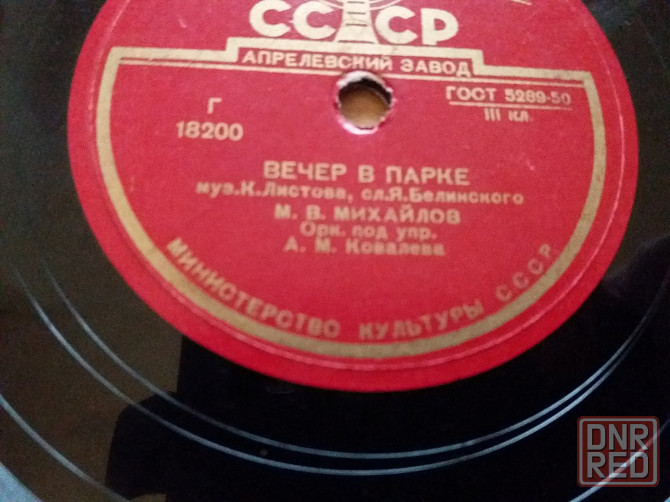 СССР
АПРЕЛЕВСКИЙ ЗАВОД
Г
18200
ГОСТ 5289-50
III кл.
ВЕЧЕР В ПАРКЕ
муз.К.Листова, сл.Я.Белинского
М. В. МИХАЙЛОВ
Орк. под упр.
А. М. Ковалева
МИНИСТЕРСТВО КУЛЬТУРЫ СССР
DNR
RED